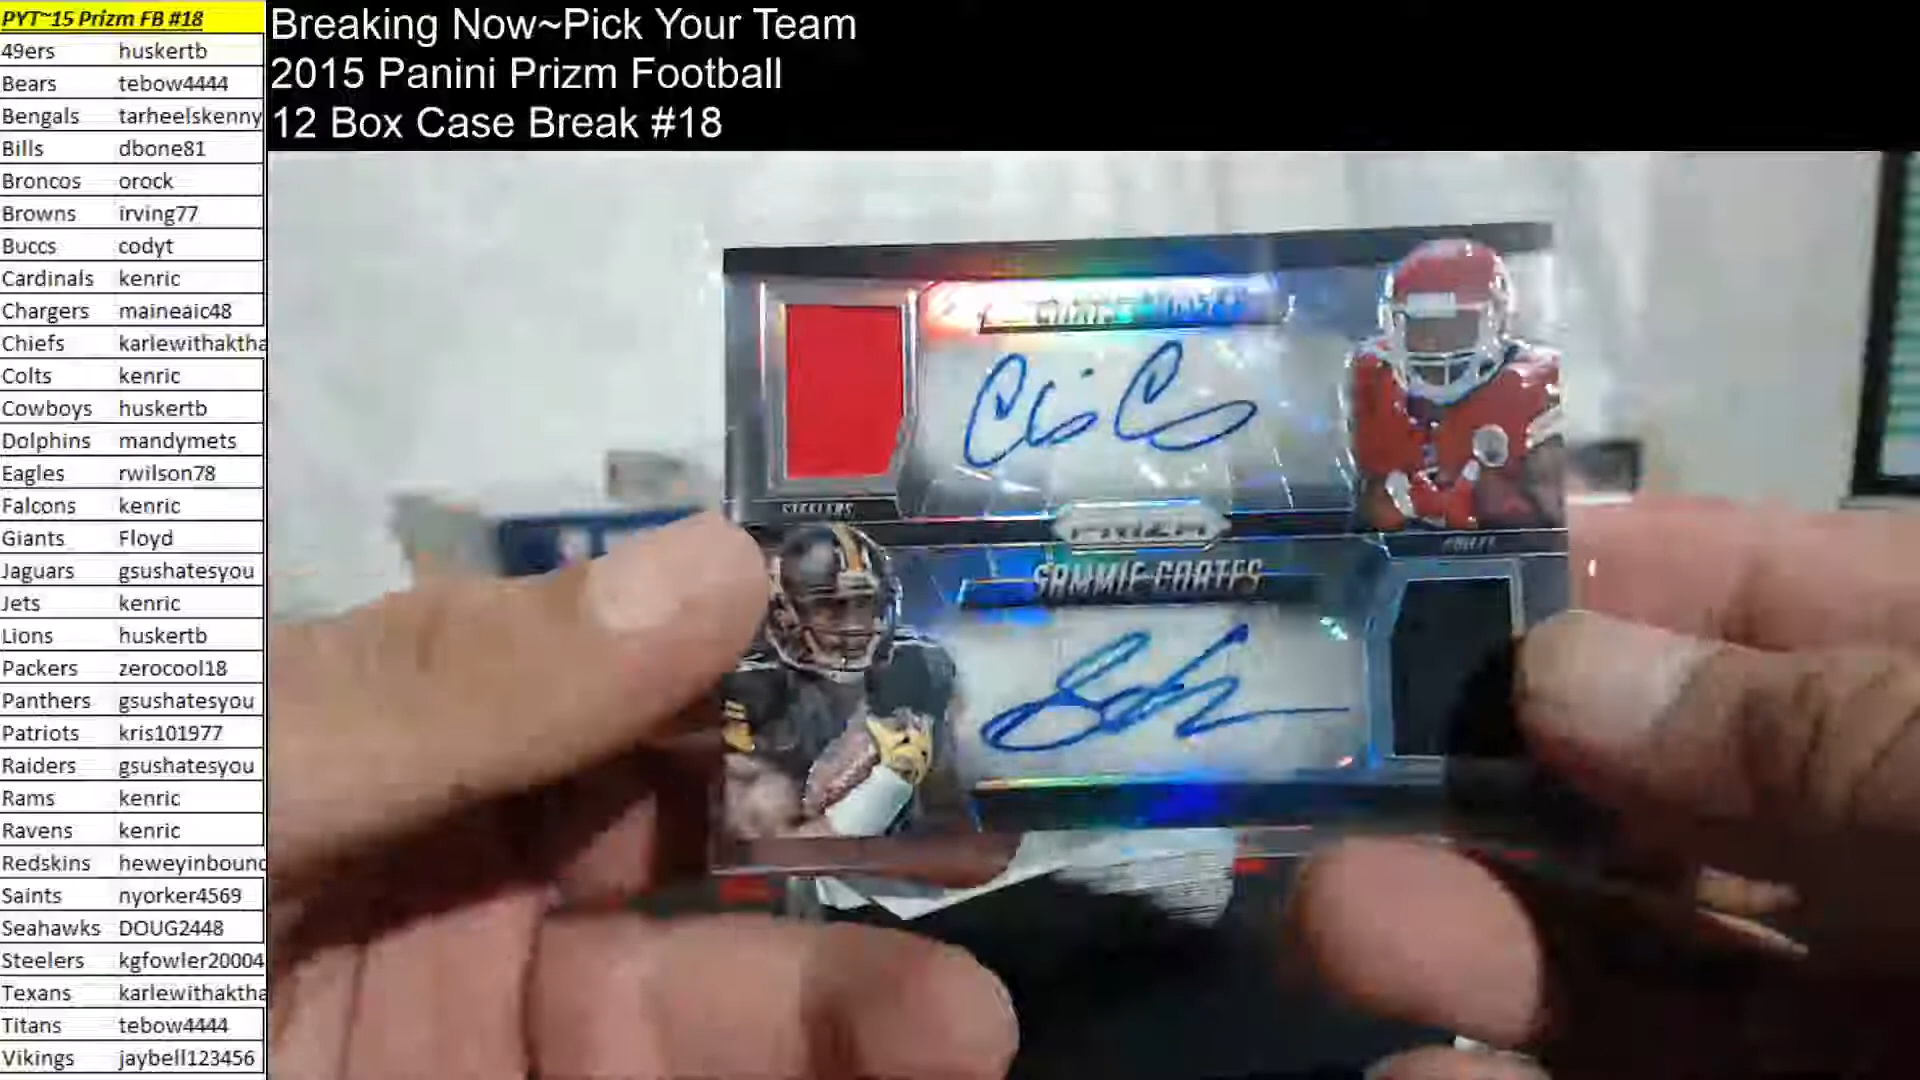 PYT~15 Prizm FB #18
49ers huskertb
Bears tebow4444
Bengals tarheelskenny
Bills dbone81
Broncos orock
Browns irving77
Buccs codyt
Cardinals kenric
Chargers maineaic48
Chiefs karlewithaktha
Colts kenric
Cowboys huskertb
Dolphins mandymets
Eagles rwilson78
Falcons kenric
Giants Floyd
Jaguars gsushatesyou
Jets kenric
Lions huskertb
Packers zerocool18
Panthers gsushatesyou
Patriots kris101977
Raiders gsushatesyou
Rams kenric
Ravens kenric
Redskins heweyinbound
Saints nyorker4569
Seahawks DOUG2448
Steelers kgfowler20004
Texans karlewithaktha
Titans tebow4444
Vikings jaybell123456
Breaking Now~Pick Your Team
2015 Panini Prizm Football
12 Box Case Break #18
STEELERS
PRIZM
SAMMIE COATES